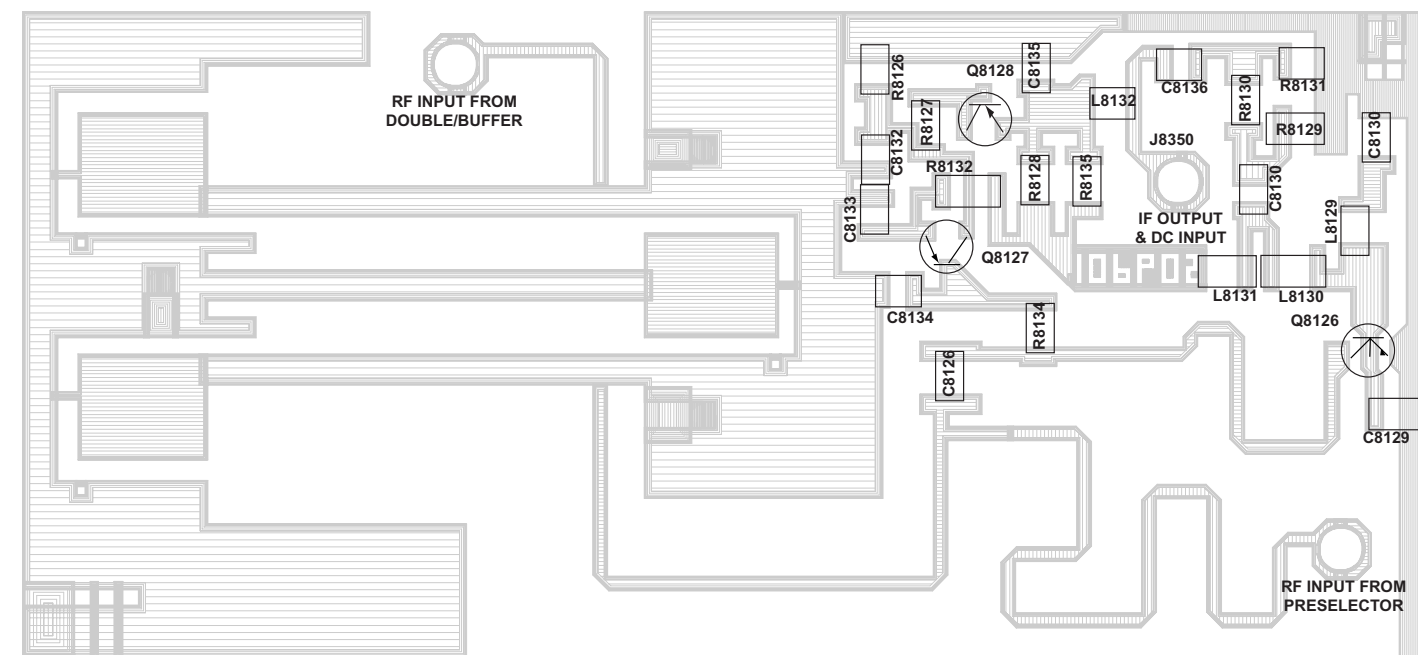 C8135
R8126
Q8128
C8136
R8130
R8131
RF INPUT FROM
DOUBLE/BUFFER
R8127
L8132
R8129
C8130
C8132
J8350
R8132
R8128
R8135
C8130
C8133
IF OUTPUT
& DC INPUT
L8129
Q8127
J06P02
L8131
L8130
C8134
R8134
Q8126
C8126
C8129
RF INPUT FROM
PRESELECTOR